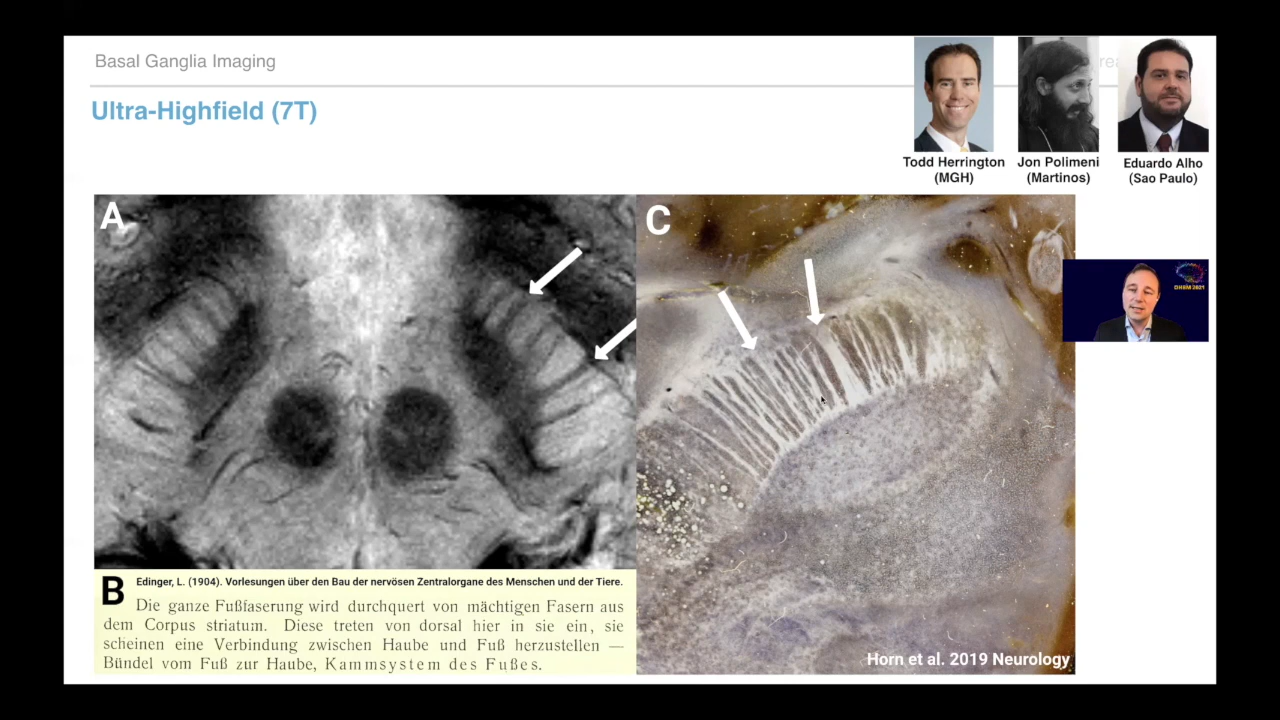 Basal Ganglia Imaging
Ultra-Highfield (7T)
Todd Herrington
(MGH)
Jon Polimeni
(Martinos)
Eduardo Alho
(Sao Paulo)
A
C
OHBM 2021
B
Edinger, L. (1904). Vorlesungen über den Bau der nervösen Zentralorgane des Menschen und der Tiere.
Die ganze Fußfaserung wird durchquert von mächtigen Fasern aus
dem Corpus striatum. Diese treten von dorsal hier in sie ein, sie
scheinen eine Verbindung zwischen Haube und Fuß herzustellen —
Bündel vom Fuß zur Haube, Kammsystem des Fußes.
Horn et al. 2019 Neurology